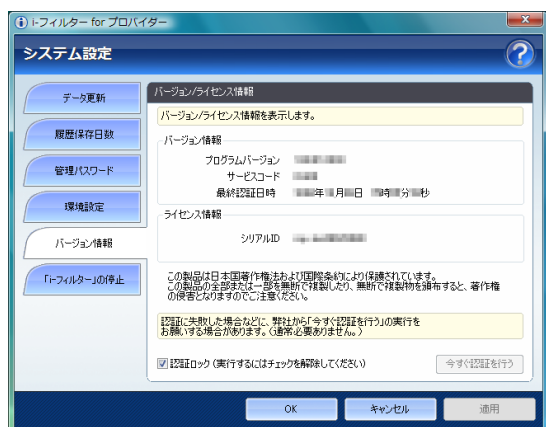 i-フィルター for プロバイダー
システム設定
?
データ更新
履歴保存日数
管理パスワード
環境設定
バージョン情報
「i-フィルター」の停止
バージョン/ライセンス情報
バージョン/ライセンス情報を表示します。
バージョン情報
プログラムバージョン
サービスコード
最終認証日時 年 月 日 時 分 秒
ライセンス情報
シリアルID
この製品は日本国著作権法および国際条約により保護されています。
この製品の全部または一部を無断で複製したり、無断で複製物を頒布すると、著作権
の侵害となりますのでご注意ください。
認証に失敗した場合などに、弊社から「今すぐ認証を行う」の実行を
お願いする場合があります。（通常必要ありません。）
認証ロック (実行するにはチェックを解除してください)
今すぐ認証を行う
OK
キャンセル
適用